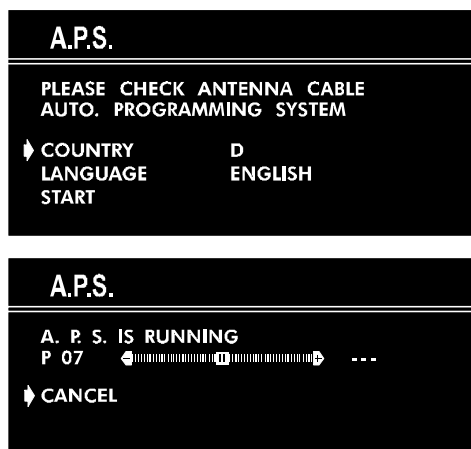 A.P.S.
PLEASE CHECK ANTENNA CABLE
AUTO. PROGRAMMING SYSTEM
COUNTRY D
LANGUAGE ENGLISH
START
A.P.S.
A. P. S. IS RUNNING
P 07 - + ---
CANCEL